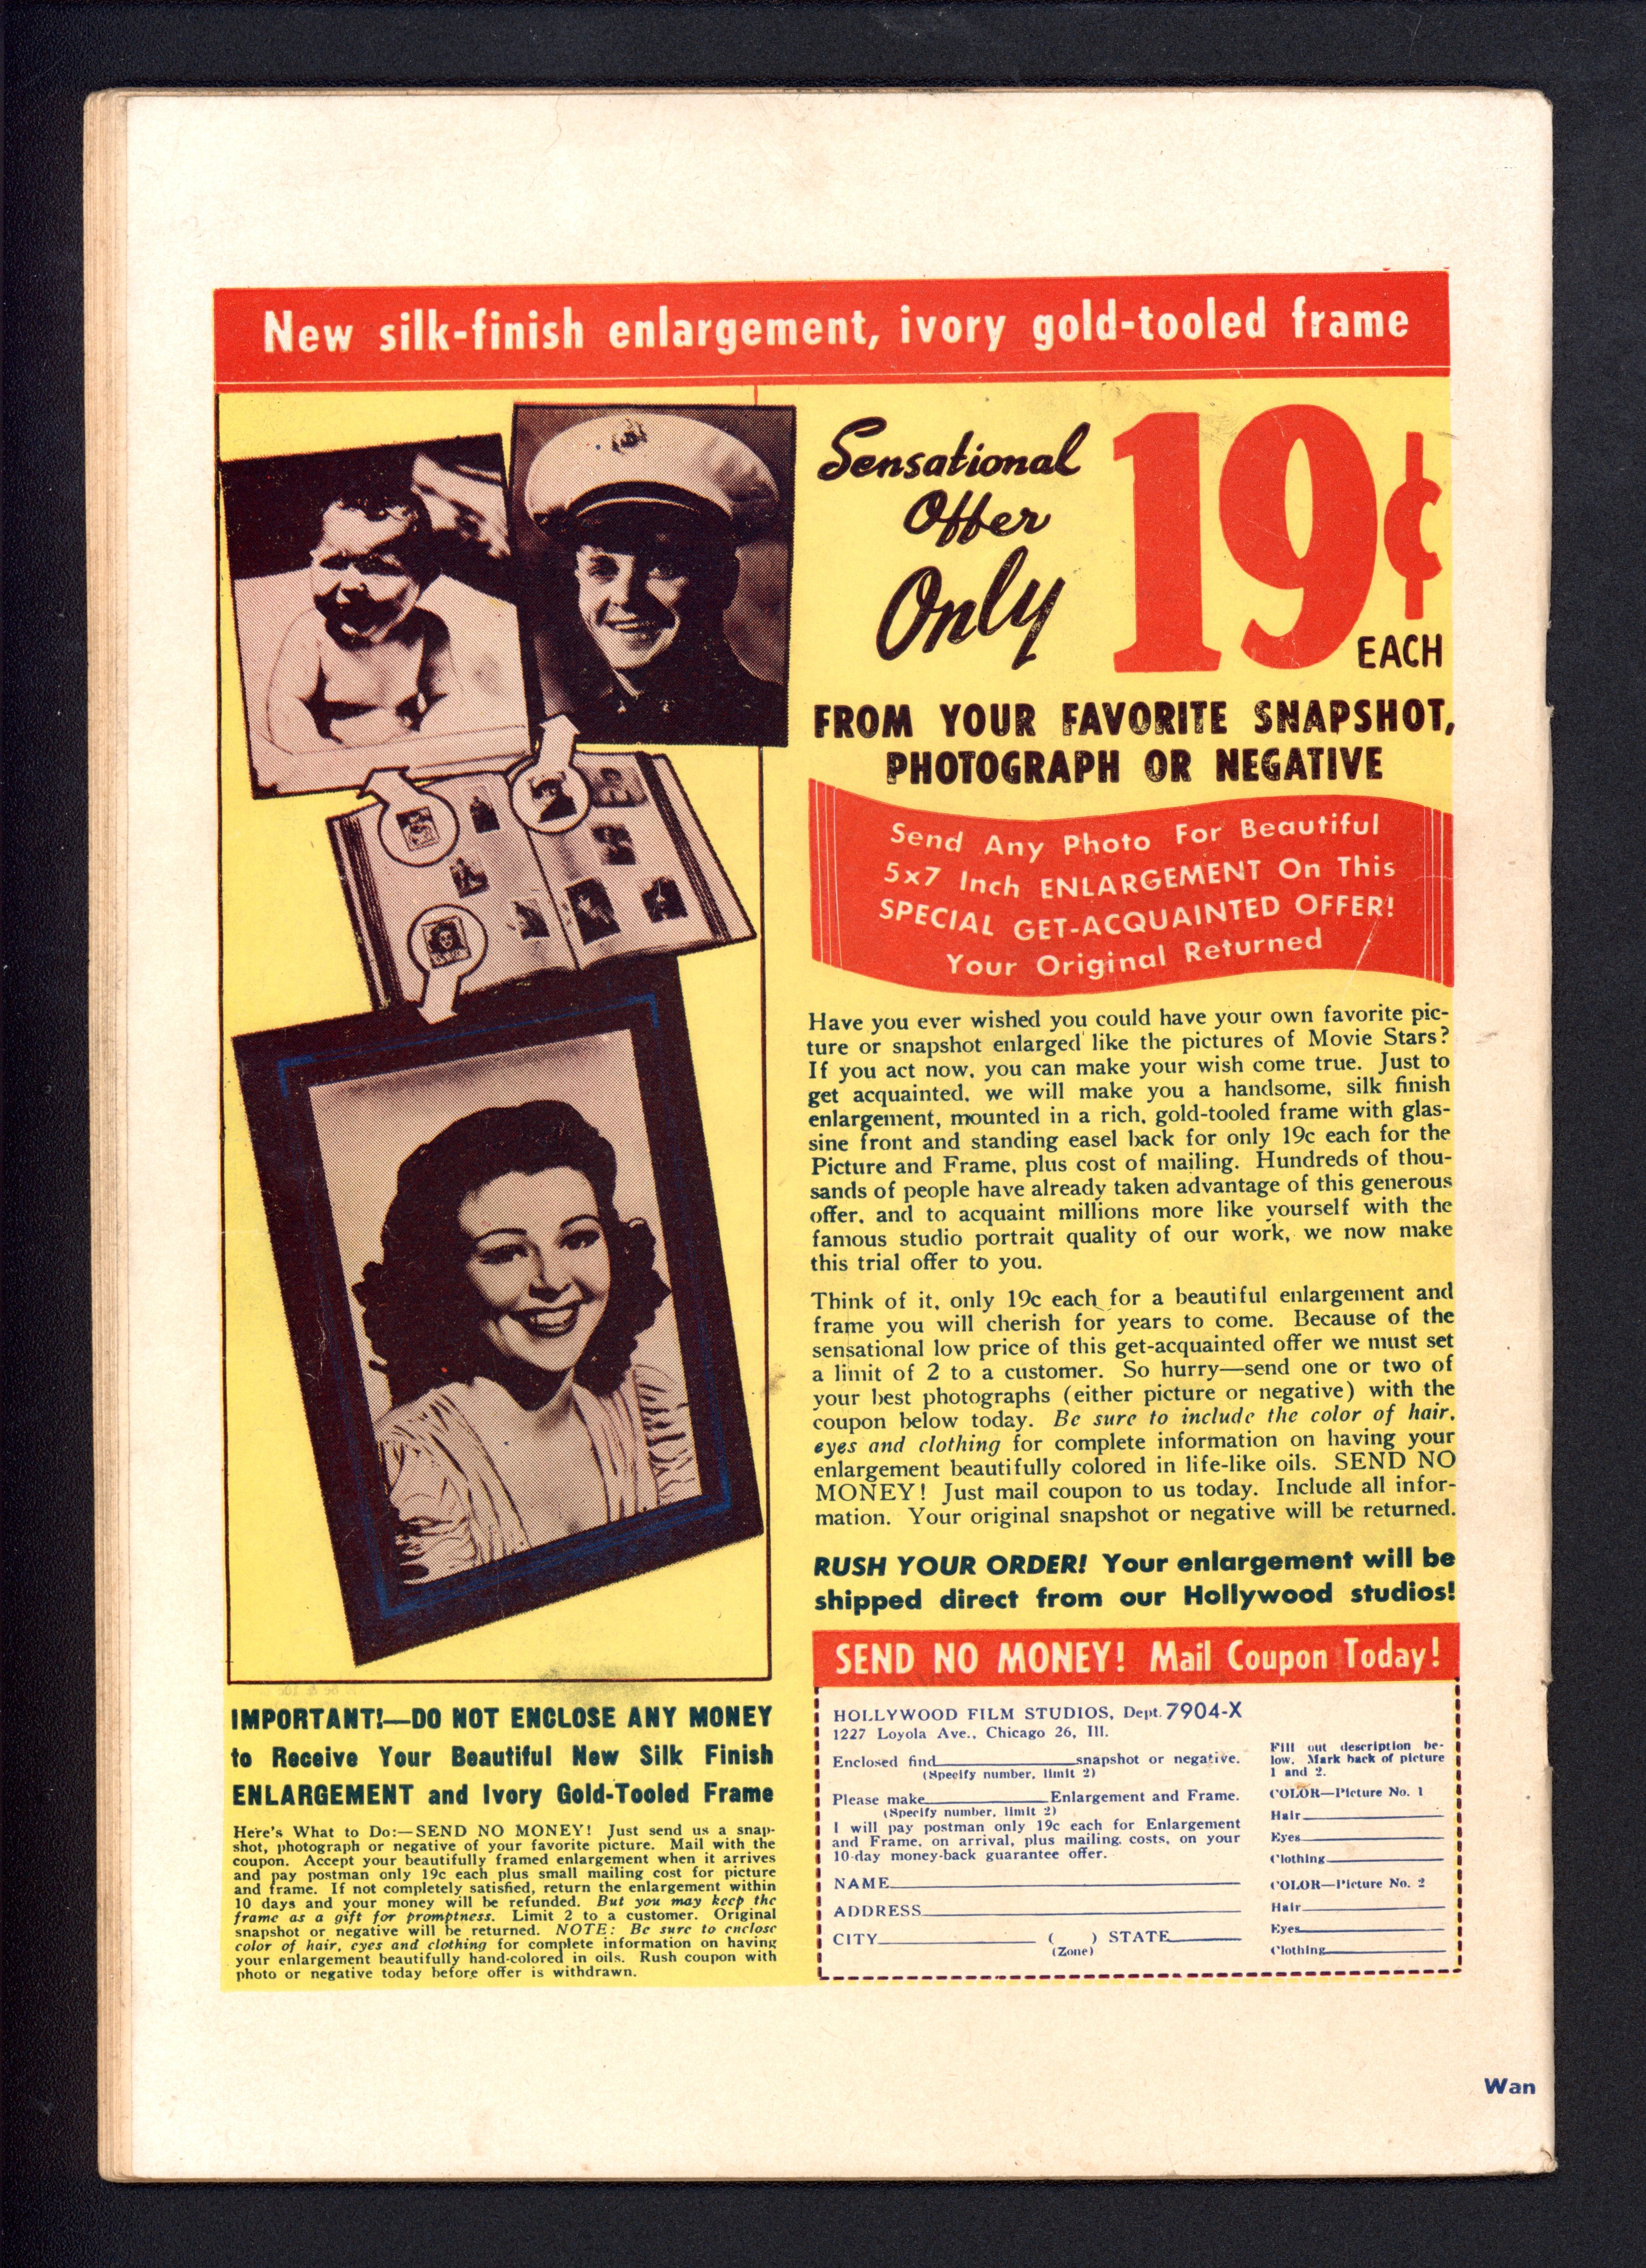 New silk-finish enlargement, ivory gold-tooled frame
Sensational
Offer
Only
19¢
EACH
FROM YOUR FAVORITE SNAPSHOT,
PHOTOGRAPH OR NEGATIVE
Send Any Photo For Beautiful
5x7 Inch ENLARGEMENT On This
SPECIAL GET-ACQUAINTED OFFER!
Your Original Returned
Have you ever wished you could have your own favorite pic-
ture or snapshot enlarged like the pictures of Movie Stars?
If you act now, you can make your wish come true. Just to
get acquainted, we will make you a handsome, silk finish
enlargement, mounted in a rich, gold-tooled frame with glas-
sine front and standing easel back for only 19c each for the
Picture and Frame, plus cost of mailing. Hundreds of thou-
sands of people have already taken advantage of this generous
offer, and to acquaint millions more like yourself with the
famous studio portrait quality of our work, we now make
this trial offer to you.
Think of it, only 19c each for a beautiful enlargement and
frame you will cherish for years to come. Because of the
sensational low price of this get-acquainted offer we must set
a limit of 2 to a customer. So hurry—send one or two of
your best photographs (either picture or negative) with the
coupon below today. Be sure to include the color of hair,
eyes and clothing for complete information on having your
enlargement beautifully colored in life-like oils. SEND NO
MONEY! Just mail coupon to us today. Include all infor-
mation. Your original snapshot or negative will be returned.
RUSH YOUR ORDER! Your enlargement will be
shipped direct from our Hollywood studios!
IMPORTANT!—DO NOT ENCLOSE ANY MONEY
to Receive Your Beautiful New Silk Finish
ENLARGEMENT and Ivory Gold-Tooled Frame
Here's What to Do:—SEND NO MONEY! Just send us a snap-
shot, photograph or negative of your favorite picture. Mail with the
coupon. Accept your beautifully framed enlargement when it arrives
and pay postman only 19c each plus small mailing cost for picture
and frame. If not completely satisfied, return the enlargement within
10 days and your money will be refunded. But you may keep the
frame as a gift for promptness. Limit 2 to a customer. Original
snapshot or negative will be returned. NOTE: Be sure to enclose
color of hair, eyes and clothing for complete information on having
your enlargement beautifully hand-colored in oils. Rush coupon with
photo or negative today before offer is withdrawn.
SEND NO MONEY! Mail Coupon Today!
HOLLYWOOD FILM STUDIOS, Dept. 7904-X
1227 Loyola Ave., Chicago 26, Ill.
Enclosed find____snapshot or negative.
(Specify number, limit 2)
Please make____Enlargement and Frame.
(Specify number, limit 2)
I will pay postman only 19c each for Enlargement
and Frame, on arrival, plus mailing costs, on your
10-day money-back guarantee offer.
NAME____
ADDRESS____
CITY____ ( ) STATE____
(Zone)
Fill out description be-
low. Mark back of picture
1 and 2.
COLOR—Picture No. 1
Hair____
Eyes____
Clothing____
COLOR—Picture No. 2
Hair____
Eyes____
Clothing____
Wan